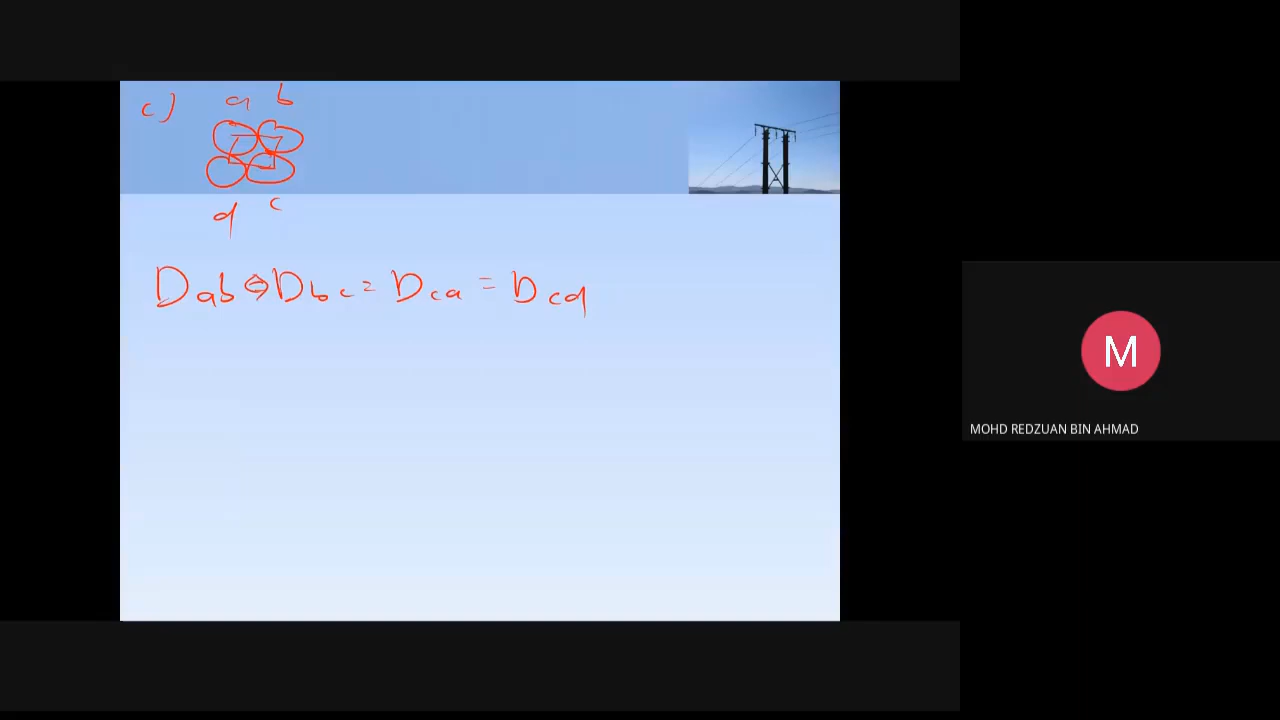 c) a b
d c
Dab = Dbc = Dca = Dcd
M
MOHD REDZUAN BIN AHMAD